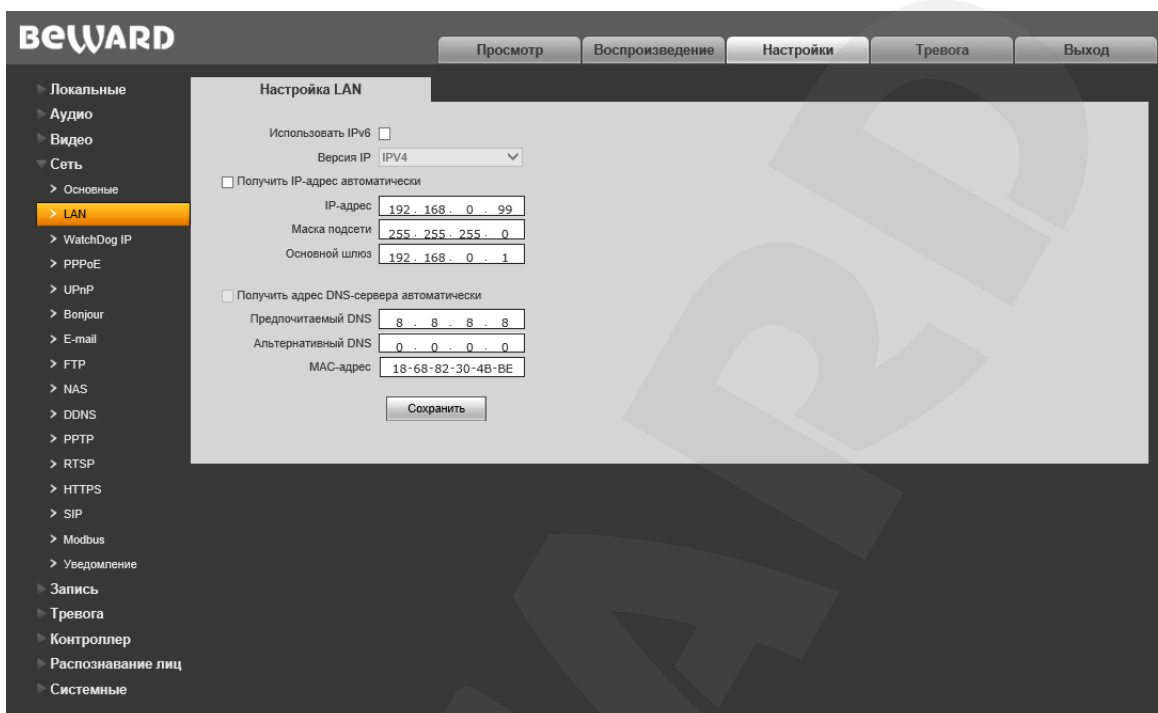 BEWARD
Просмотр
Воспроизведение
Настройки
Тревога
Выход
Локальные
Аудио
Видео
Сеть
Основные
LAN
WatchDog IP
PPPoE
UPnP
Bonjour
E-mail
FTP
NAS
DDNS
PPTP
RTSP
HTTPS
SIP
Modbus
Уведомление
Запись
Тревога
Контроллер
Распознавание лиц
Системные
Настройка LAN
Использовать IPv6
Версия IP IPV4
Получить IP-адрес автоматически
IP-адрес 192 . 168 . 0 . 99
Маска подсети 255 . 255 . 255 . 0
Основной шлюз 192 . 168 . 0 . 1
Получить адрес DNS-сервера автоматически
Предпочитаемый DNS 8 . 8 . 8 . 8
Альтернативный DNS 0 . 0 . 0 . 0
MAC-адрес 18-68-82-30-4B-BE
Сохранить